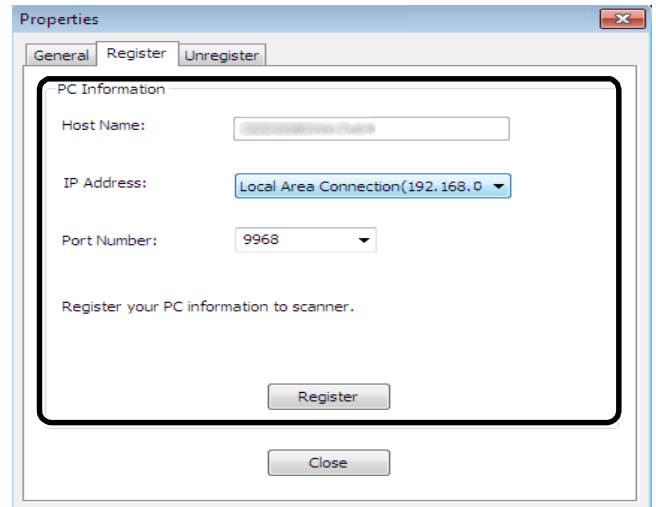 Properties
General Register Unregister
PC Information
Host Name:
IP Address: Local Area Connection(192.168.0
Port Number: 9968
Register your PC information to scanner.
Register
Close